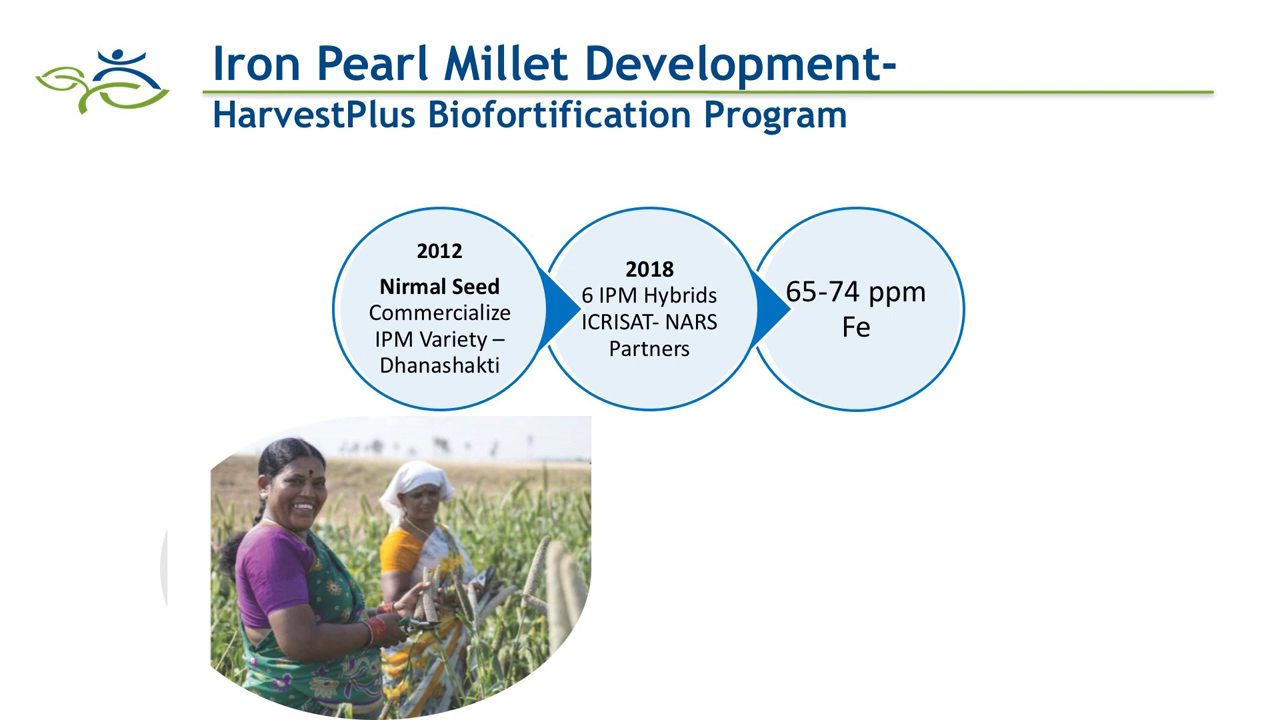 Iron Pearl Millet Development-
HarvestPlus Biofortification Program
2012
Nirmal Seed
Commercialize
IPM Variety –
Dhanashakti
2018
6 IPM Hybrids
ICRISAT- NARS
Partners
65-74 ppm
Fe